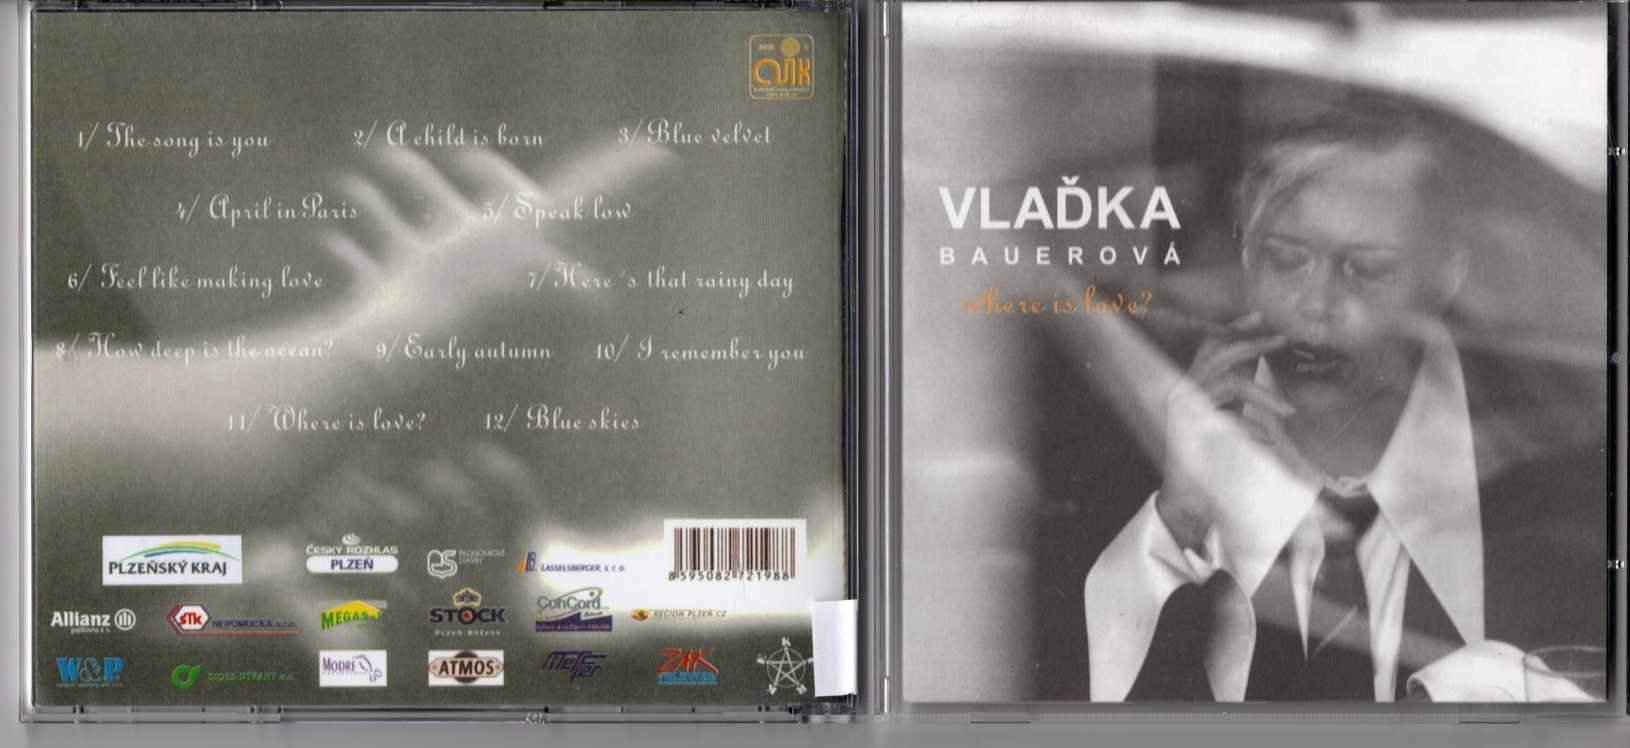 1/ The song is you 2/ A child is born 3/ Blue velvet
4/ April in Paris 5/ Speak low
6/ Feel like making love 7/ Here´s that rainy day
8/ How deep is the ocean? 9/ Early autumn 10/ I remember you
11/ Where is love? 12/ Blue skies
PLZEŇSKÝ KRAJ
ČESKÝ ROZHLAS
PLZEŇ
LASSELSBERGER, s. r. o.
8 595082 721988
Allianz
STK
NEPOMUCKÁ s.r.o.
STOCK
PLZEŇ-BOŽKOV
ConCord
REGION PLZEŇ.CZ
W&P
ATMOS
ZAK
VLAĎKA
BAUEROVÁ
where is love?